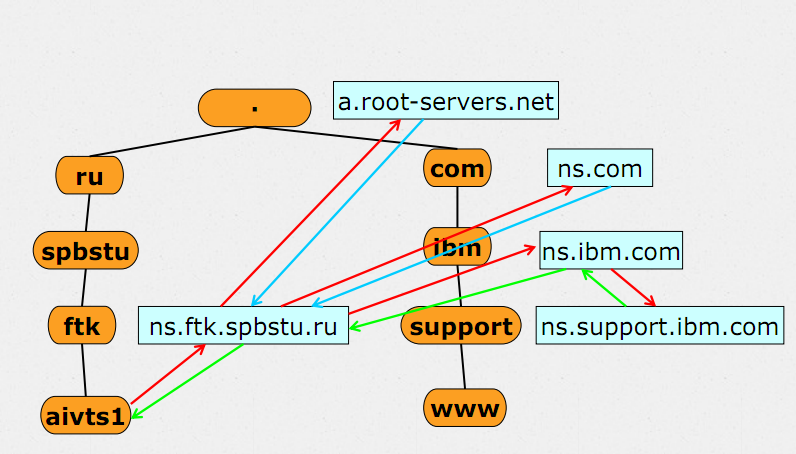 .
a.root-servers.net
ru
com
ns.com
spbstu
ibm
ns.ibm.com
ftk
ns.ftk.spbstu.ru
support
ns.support.ibm.com
aivts1
www